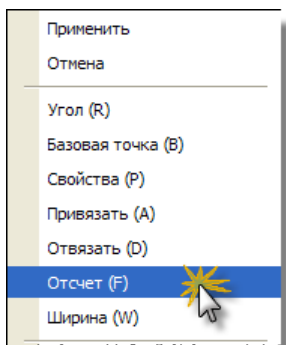 Применить
Отмена
Угол (R)
Базовая точка (B)
Свойства (P)
Привязать (A)
Отвязать (D)
Отсчет (F)
Ширина (W)